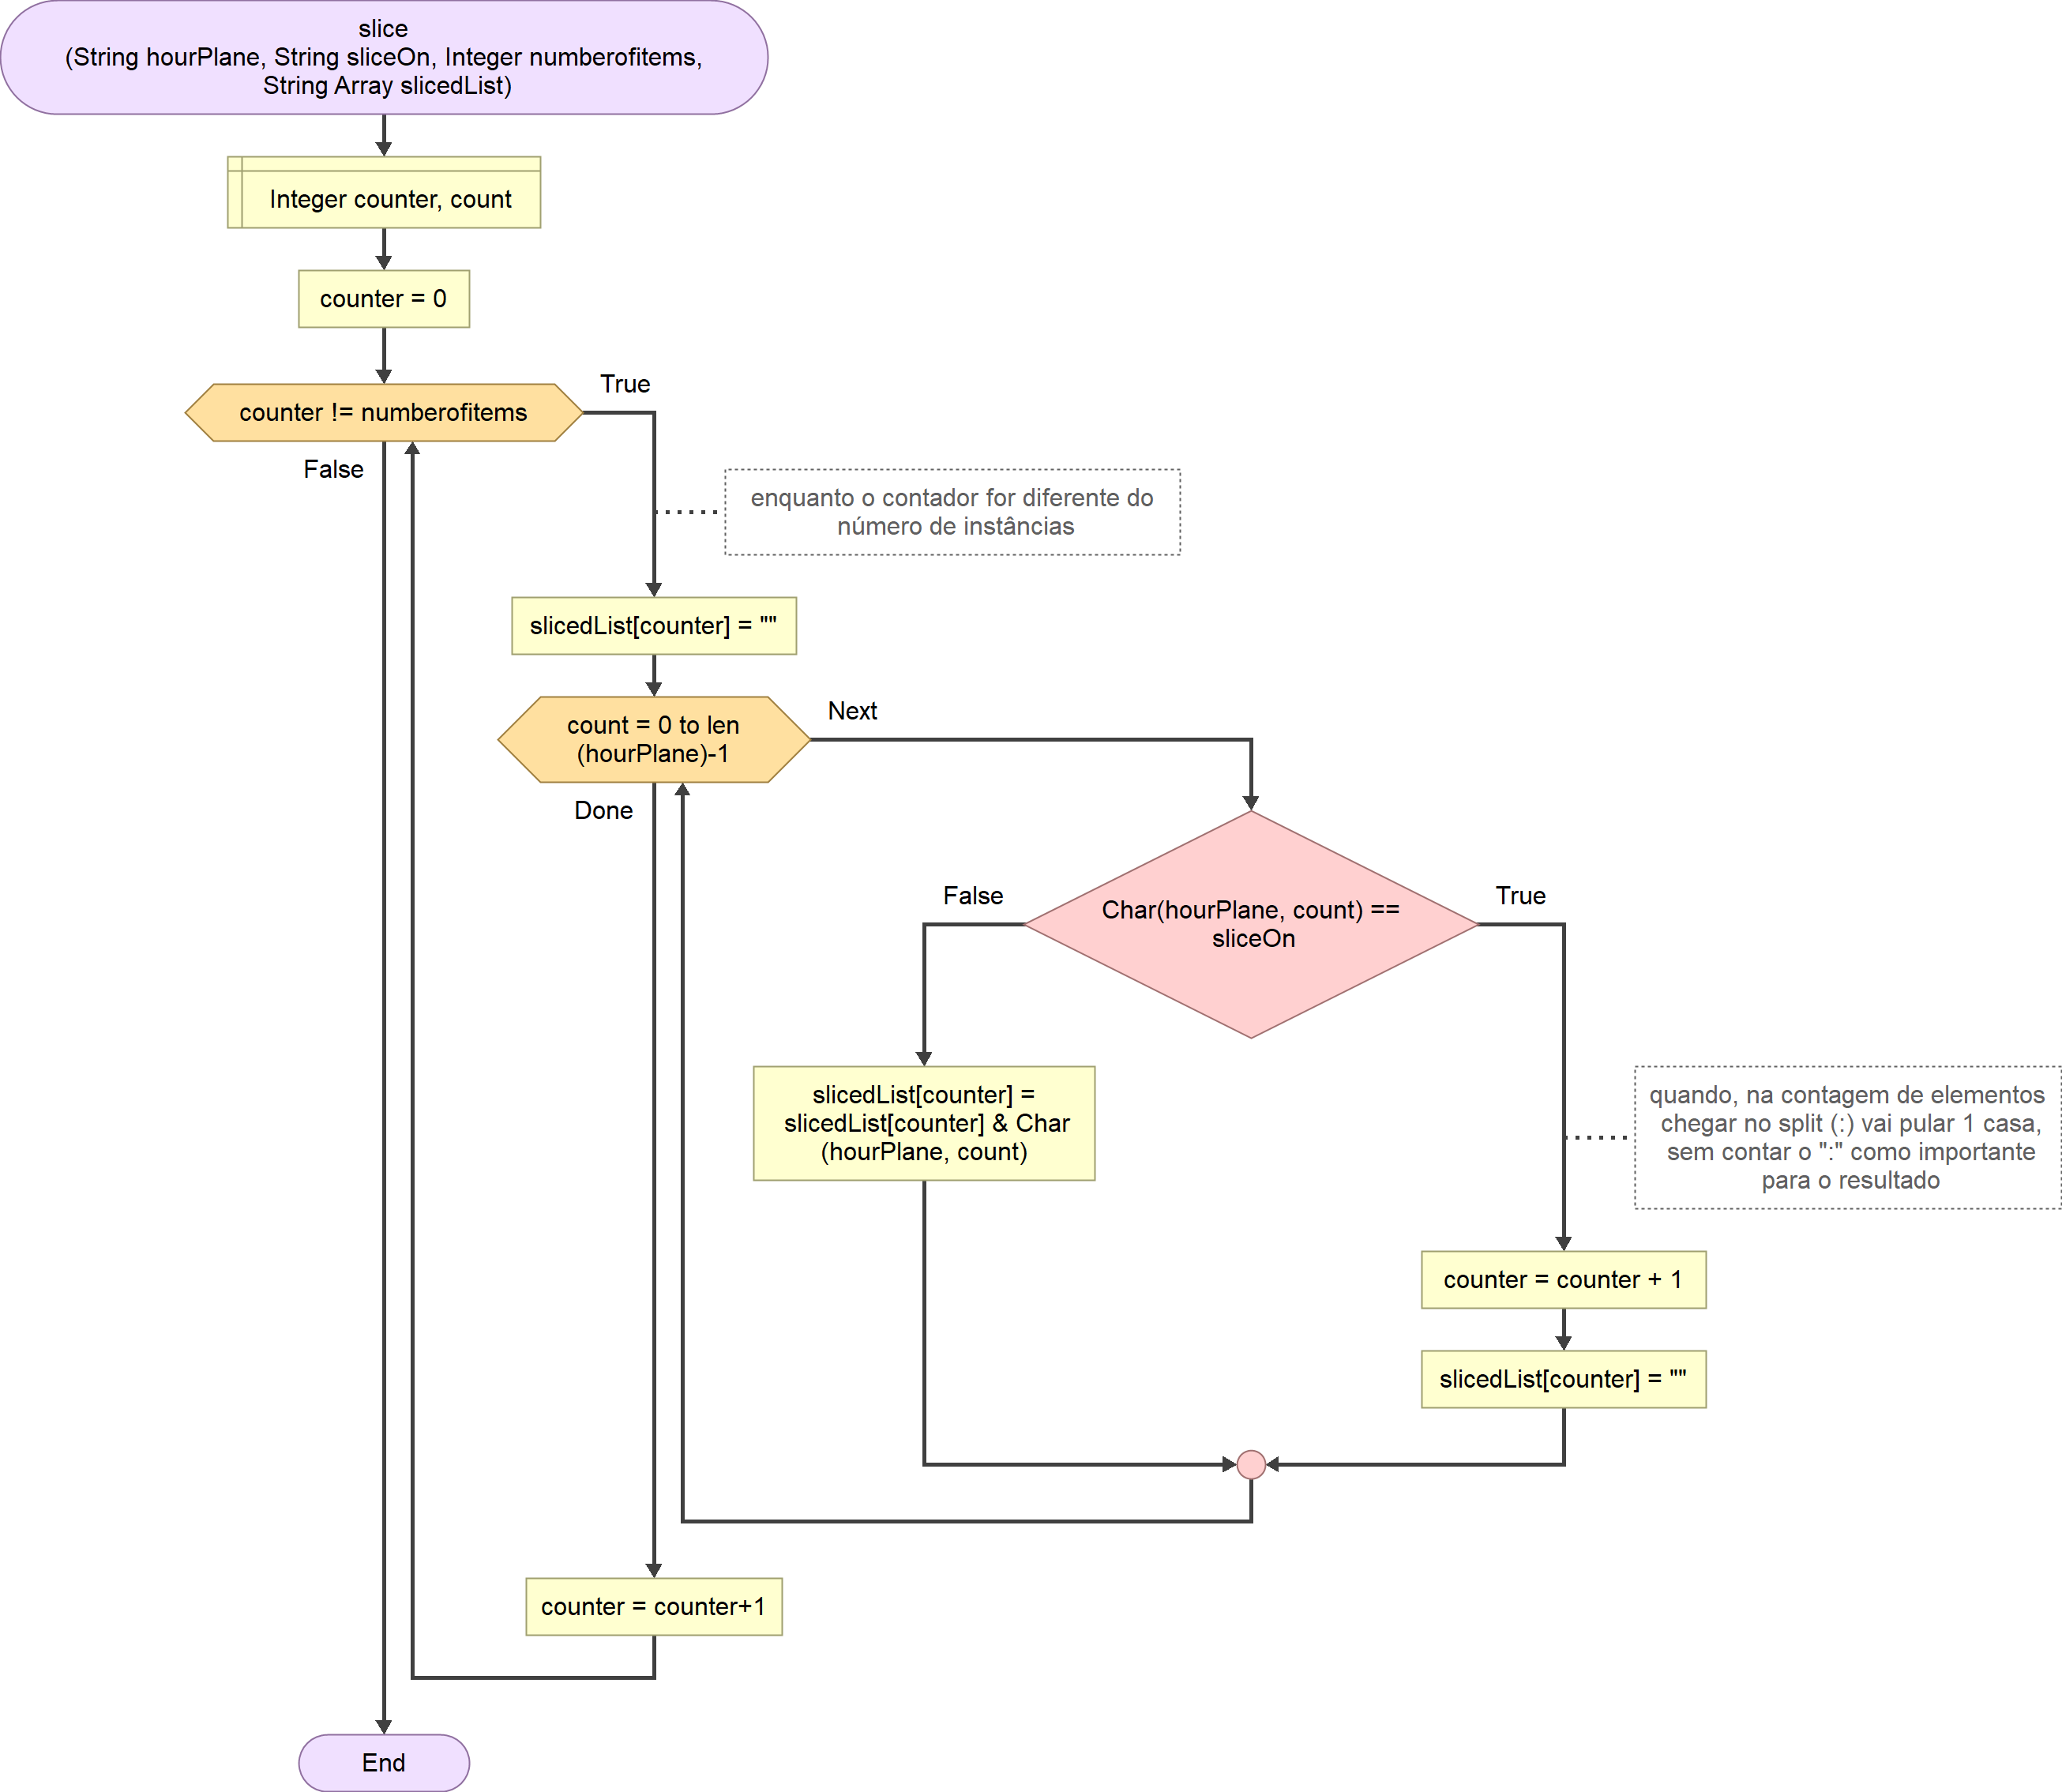 slice
(String hourPlane, String sliceOn, Integer numberofitems,
String Array slicedList)
Integer counter, count
counter = 0
counter != numberofitems
True
False
enquanto o contador for diferente do
número de instâncias
slicedList[counter] = ""
count = 0 to len
(hourPlane)-1
Next
Done
Char(hourPlane, count) ==
sliceOn
False
True
slicedList[counter] =
slicedList[counter] & Char
(hourPlane, count)
quando, na contagem de elementos
chegar no split (:) vai pular 1 casa,
sem contar o ":" como importante
para o resultado
counter = counter + 1
slicedList[counter] = ""
counter = counter+1
End